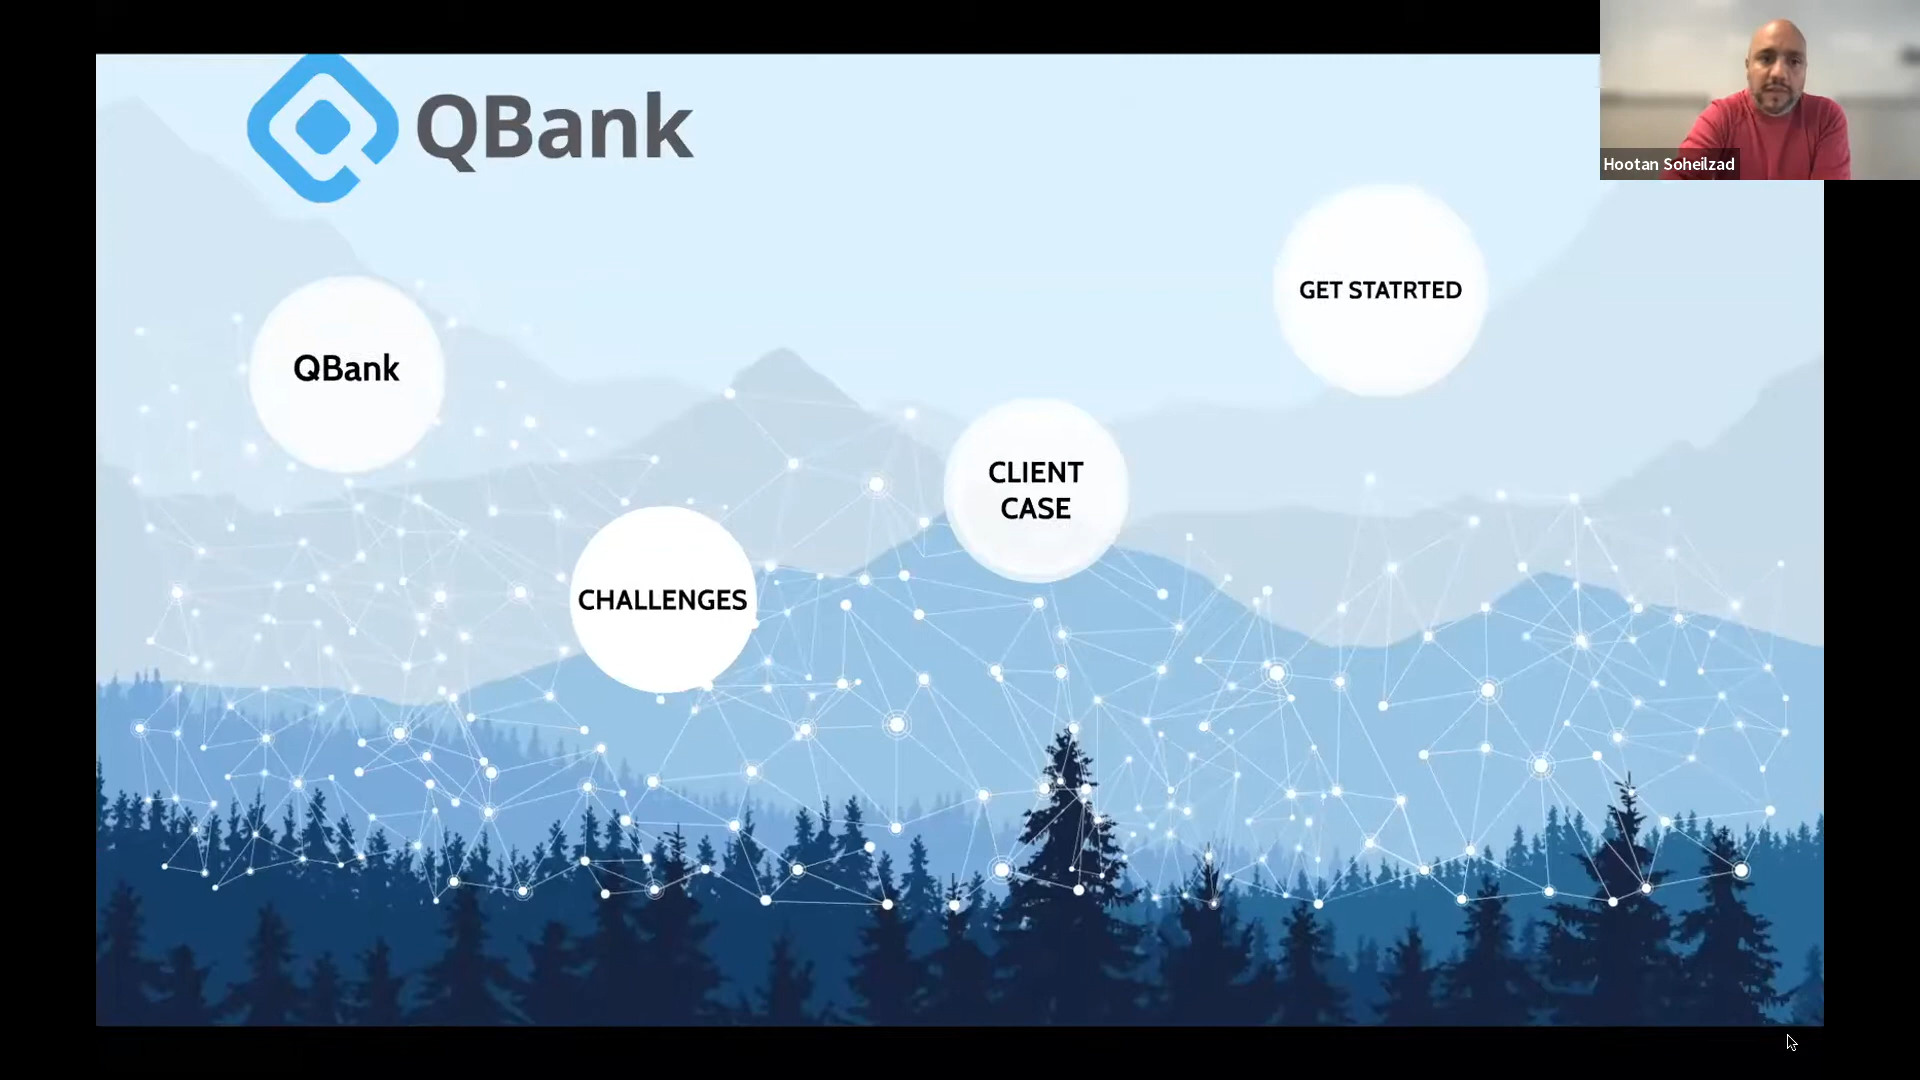 QBank
Hootan Soheilzad
GET STATRTED
QBank
CLIENT
CASE
CHALLENGES